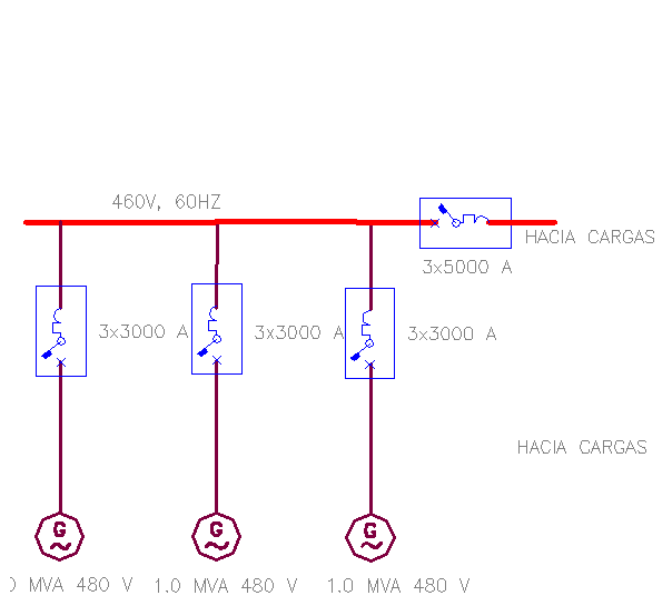 460V, 60HZ
HACIA CARGAS
3x5000 A
3x3000 A
3x3000 A
3x3000 A
HACIA CARGAS
G
G
G
MVA 480 V
1.0 MVA 480 V
1.0 MVA 480 V